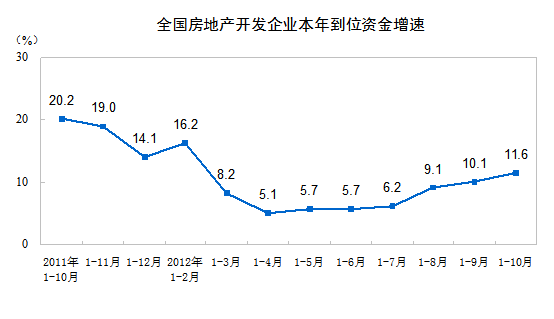 全国房地产开发企业本年到位资金增速
(%)
30
20
10
0
20.2
19.0
14.1
16.2
8.2
5.1
5.7
5.7
6.2
9.1
10.1
11.6
2011年
1-10月
1-11月
1-12月
2012年
1-2月
1-3月
1-4月
1-5月
1-6月
1-7月
1-8月
1-9月
1-10月